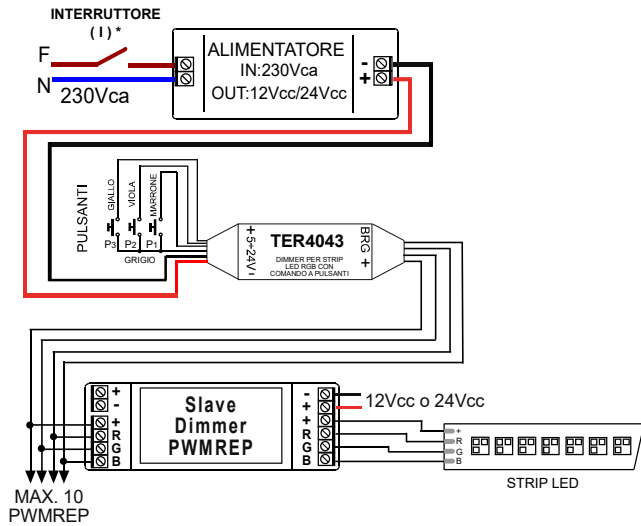 INTERRUTTORE
( I ) *
F
N
230Vca
ALIMENTATORE
IN:230Vca
OUT:12Vcc/24Vcc
-
+
PULSANTI
GIALLO
VIOLA
MARRONE
P3
P2
P1
GRIGIO
+ 5÷24V -
TER4043
DIMMER PER STRIP
LED RGB CON
COMANDO A PULSANTI
BRG +
+
-
+
R
G
B
Slave
Dimmer
PWMREP
-
+
+
R
G
B
12Vcc o 24Vcc
+
R
G
B
STRIP LED
MAX. 10
PWMREP